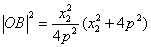 |OB|² = x₂²/4p² (x₂² + 4p²)